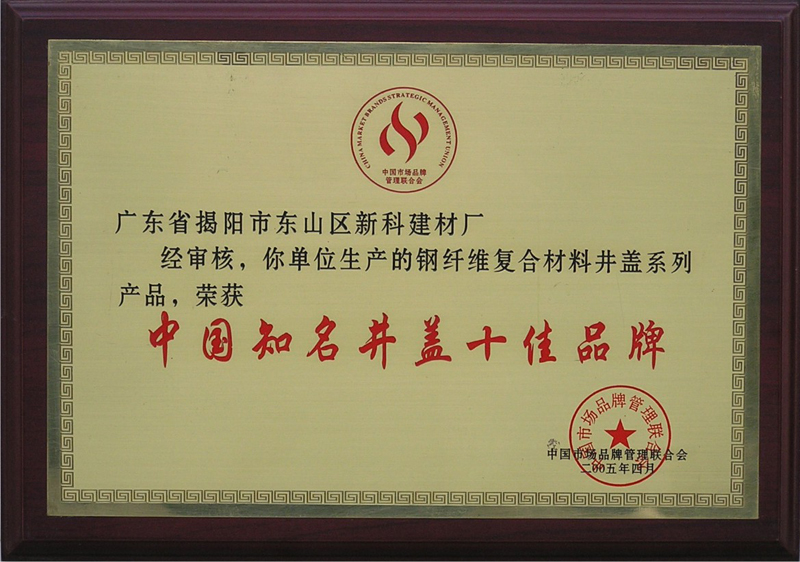 CHINA MARKET BRANDS STRATEGIC MANAGEMENT UNION
中国市场品牌
管理联合会
广东省揭阳市东山区新科建材厂
经审核，你单位生产的钢纤维复合材料井盖系列
产品，荣获
中国知名井盖十佳品牌
中国市场品牌管理联合会
中国市场品牌管理联合会
二00五年四月